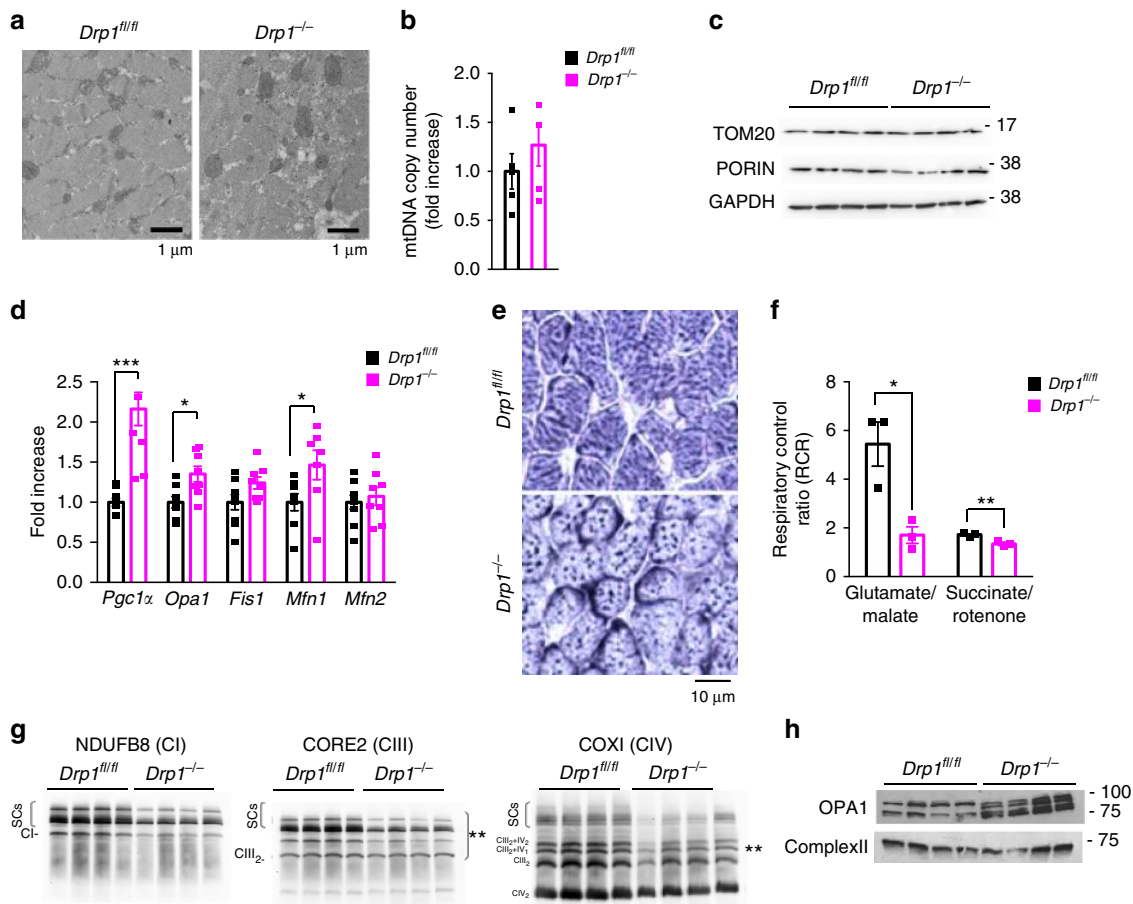 a
Drp1fl/fl
Drp1–/–
1 μm
1 μm
b
mtDNA copy number
(fold increase)
2.0
1.5
1.0
0.5
0.0
Drp1fl/fl
Drp1–/–
c
Drp1fl/fl
Drp1–/–
TOM20
- 17
PORIN
- 38
GAPDH
- 38
d
Fold increase
2.5
2.0
1.5
1.0
0.5
0.0
***
*
*
Drp1fl/fl
Drp1–/–
Pgc1α
Opa1
Fis1
Mfn1
Mfn2
e
Drp1fl/fl
Drp1–/–
10 μm
f
Respiratory control
ratio (RCR)
8
6
4
2
0
*
**
Drp1fl/fl
Drp1–/–
Glutamate/
malate
Succinate/
rotenone
g
NDUFB8 (CI)
Drp1fl/fl
Drp1–/–
SCs
CI-
CORE2 (CIII)
Drp1fl/fl
Drp1–/–
SCs
CIII2-
**
COXI (CIV)
Drp1fl/fl
Drp1–/–
SCs
CIII2+IV2
CIII2+IV1
CIII2
CIV2
**
h
Drp1fl/fl
Drp1–/–
OPA1
- 100
- 75
ComplexII
- 75